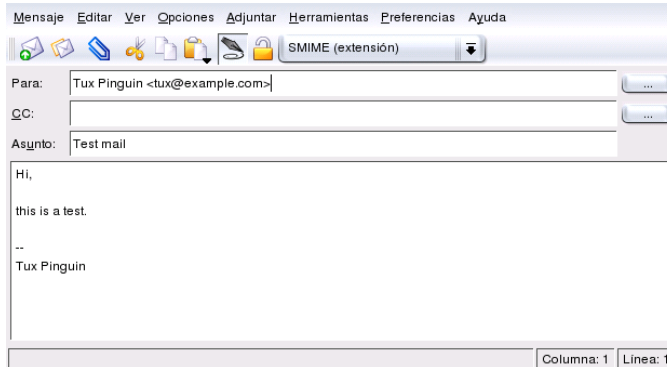 Mensaje Editar Ver Opciones Adjuntar Herramientas Preferencias Ayuda
SMIME (extensión)
Para: Tux Pinguin <tux@example.com> ...
CC: ...
Asunto: Test mail
Hi,
this is a test.
--
Tux Pinguin
Columna: 1 Línea: 1